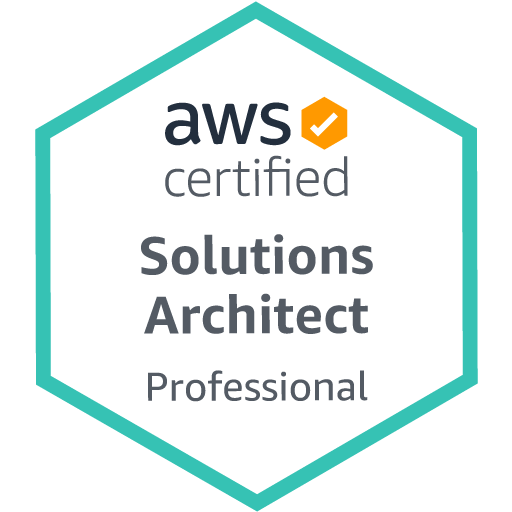 aws
certified
Solutions
Architect
Professional